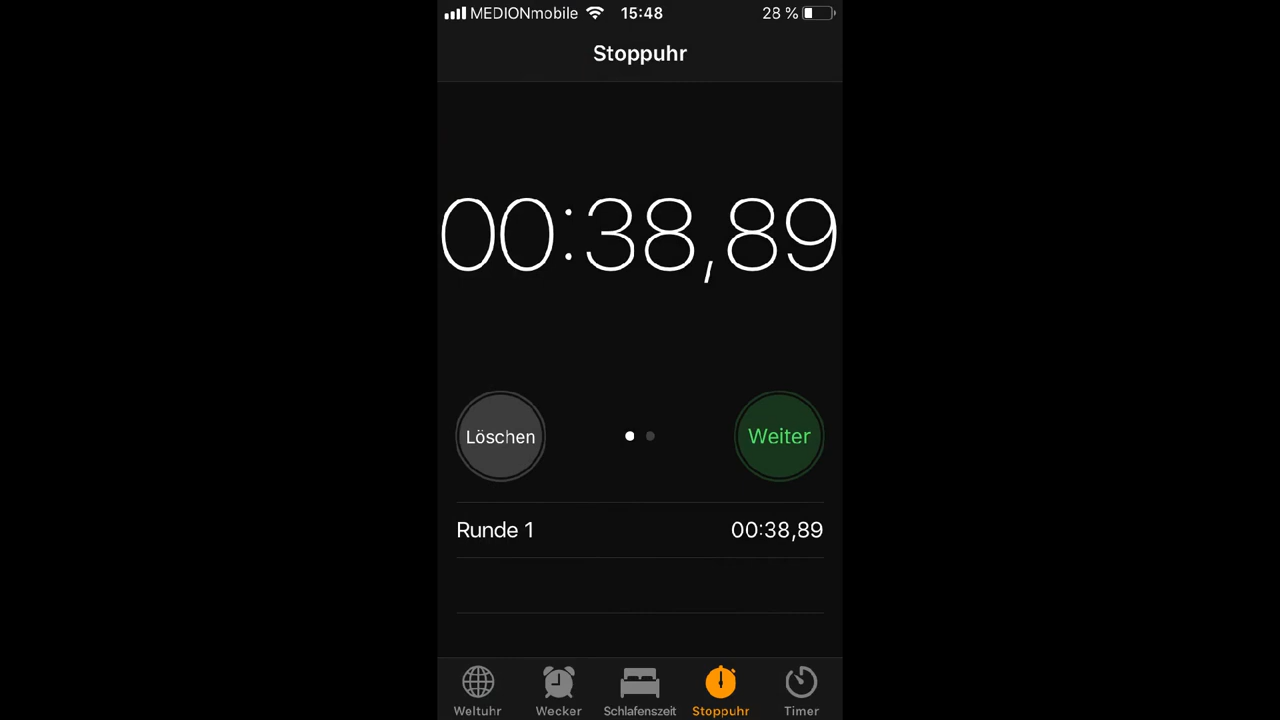 MEDIONmobile 15:48 28 %
Stoppuhr
00:38,89
Löschen Weiter
Runde 1 00:38,89
Weltuhr Wecker Schlafenszeit Stoppuhr Timer